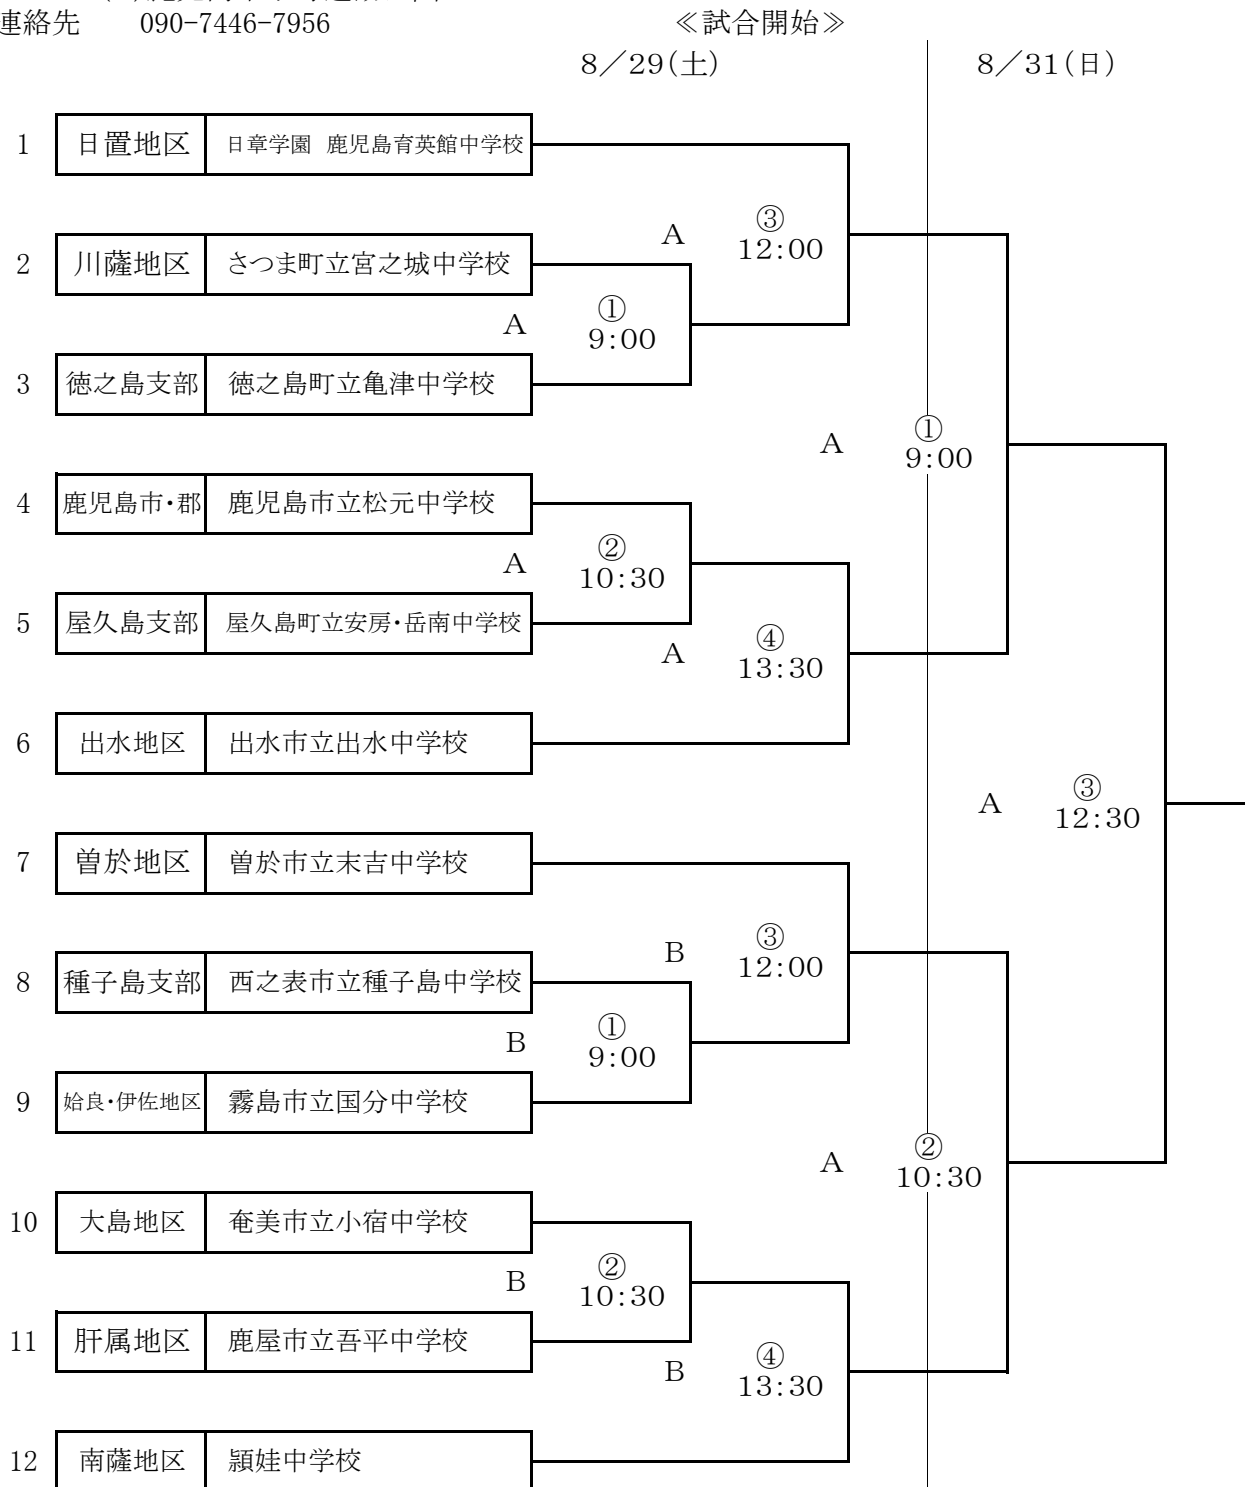 連絡先 090-7446-7956 ≪試合開始≫
8／29(土) 8／31(日)
1 日置地区 日章学園 鹿児島育英館中学校
A ③
12:00
2 川薩地区 さつま町立宮之城中学校
A ①
9:00
3 徳之島支部 徳之島町立亀津中学校
A ①
9:00
4 鹿児島市・郡 鹿児島市立松元中学校
A ②
10:30
5 屋久島支部 屋久島町立安房・岳南中学校
A ④
13:30
6 出水地区 出水市立出水中学校
A ③
12:30
7 曽於地区 曽於市立末吉中学校
B ③
12:00
8 種子島支部 西之表市立種子島中学校
B ①
9:00
9 姶良・伊佐地区 霧島市立国分中学校
A ②
10:30
10 大島地区 奄美市立小宿中学校
B ②
10:30
11 肝属地区 鹿屋市立吾平中学校
B ④
13:30
12 南薩地区 頴娃中学校